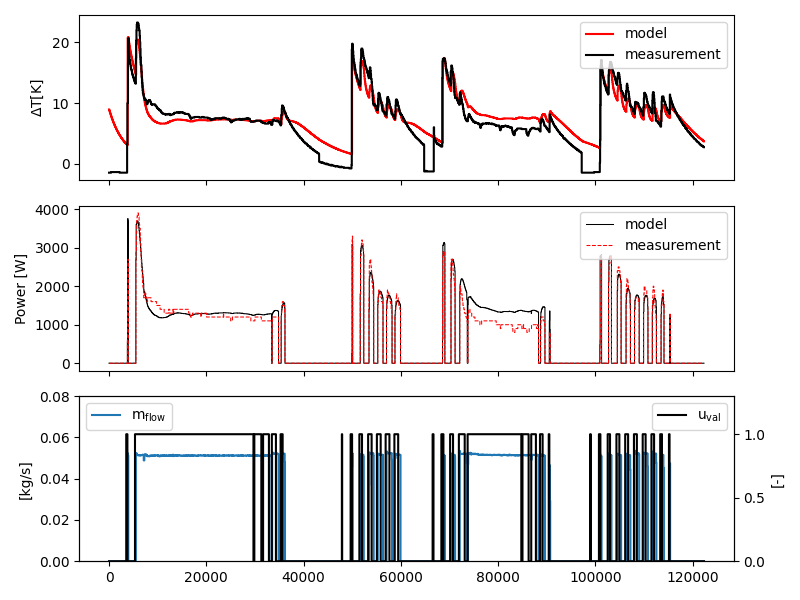 ΔT[K]
20
10
0
model
measurement
Power [W]
4000
3000
2000
1000
0
model
measurement
[kg/s]
0.08
0.06
0.04
0.02
0.00
m_flow
u_val
1.0
0.5
0.0
[-]
0 20000 40000 60000 80000 100000 120000